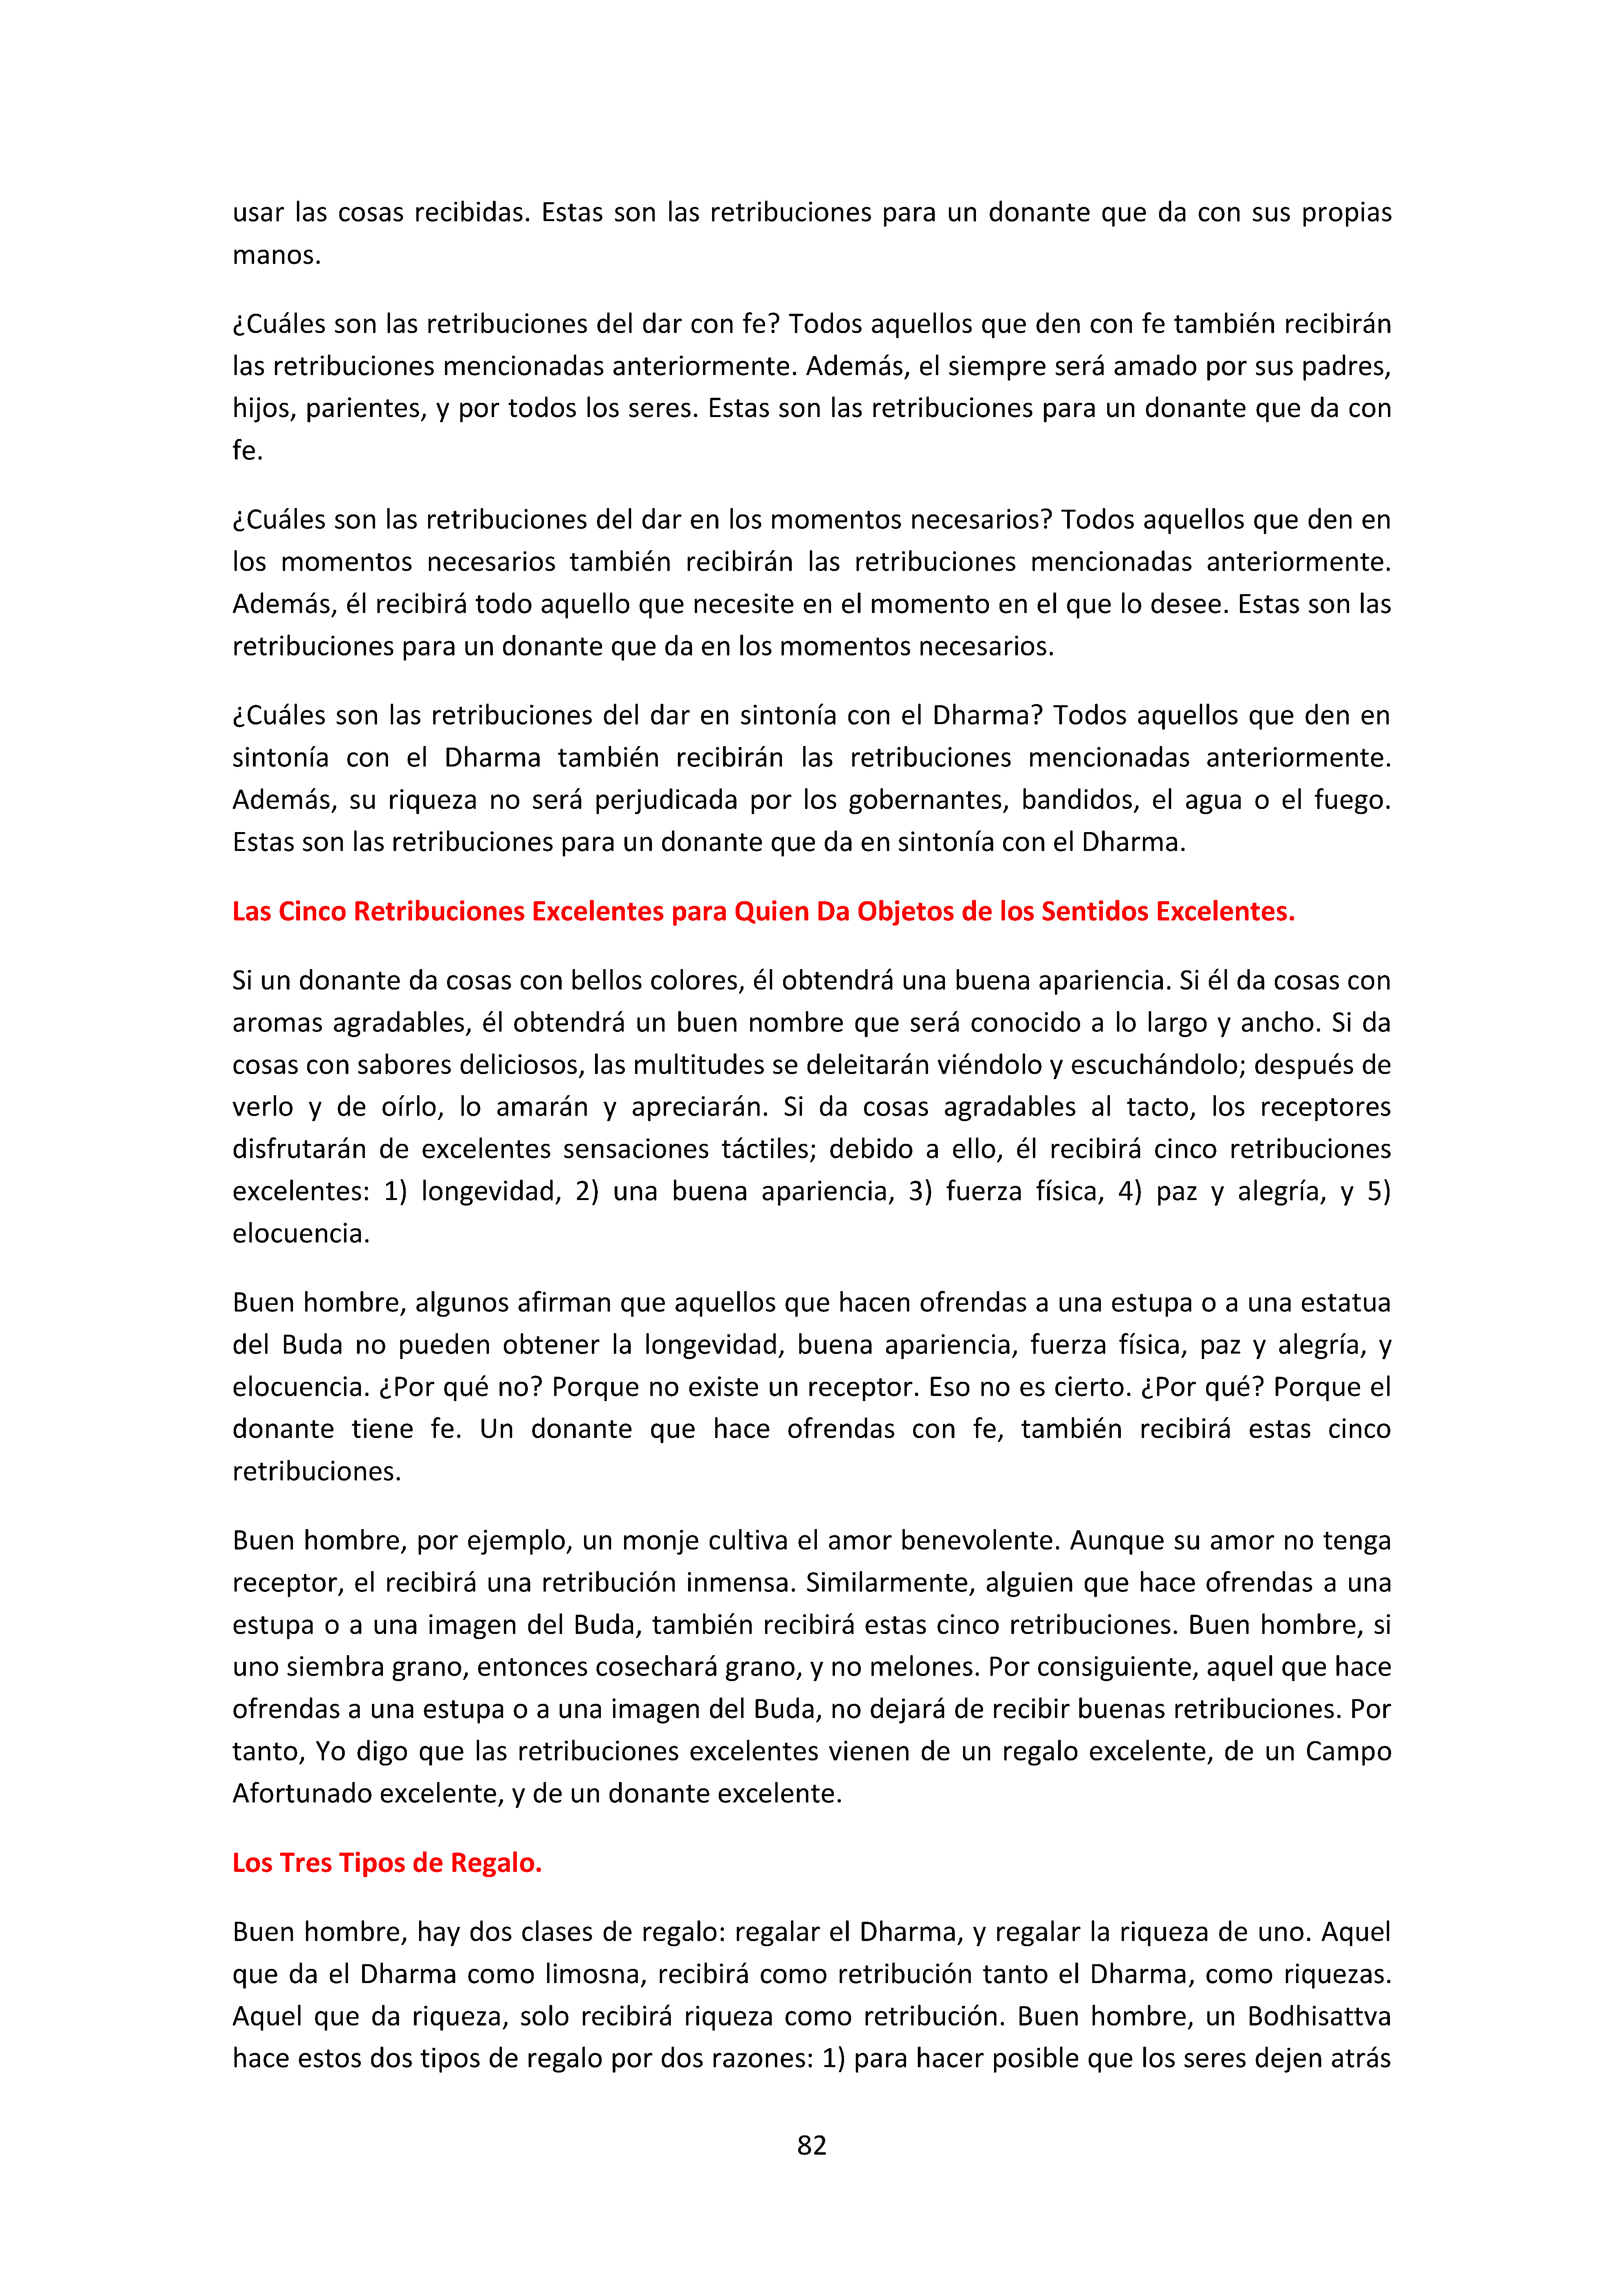 usar las cosas recibidas. Estas son las retribuciones para un donante que da con sus propias
manos.
¿Cuáles son las retribuciones del dar con fe? Todos aquellos que den con fe también recibirán
las retribuciones mencionadas anteriormente. Además, el siempre será amado por sus padres,
hijos, parientes, y por todos los seres. Estas son las retribuciones para un donante que da con
fe.
¿Cuáles son las retribuciones del dar en los momentos necesarios? Todos aquellos que den en
los momentos necesarios también recibirán las retribuciones mencionadas anteriormente.
Además, él recibirá todo aquello que necesite en el momento en el que lo desee. Estas son las
retribuciones para un donante que da en los momentos necesarios.
¿Cuáles son las retribuciones del dar en sintonía con el Dharma? Todos aquellos que den en
sintonía con el Dharma también recibirán las retribuciones mencionadas anteriormente.
Además, su riqueza no será perjudicada por los gobernantes, bandidos, el agua o el fuego.
Estas son las retribuciones para un donante que da en sintonía con el Dharma.
Las Cinco Retribuciones Excelentes para Quien Da Objetos de los Sentidos Excelentes.
Si un donante da cosas con bellos colores, él obtendrá una buena apariencia. Si él da cosas con
aromas agradables, él obtendrá un buen nombre que será conocido a lo largo y ancho. Si da
cosas con sabores deliciosos, las multitudes se deleitarán viéndolo y escuchándolo; después de
verlo y de oírlo, lo amarán y apreciarán. Si da cosas agradables al tacto, los receptores
disfrutarán de excelentes sensaciones táctiles; debido a ello, él recibirá cinco retribuciones
excelentes: 1) longevidad, 2) una buena apariencia, 3) fuerza física, 4) paz y alegría, y 5)
elocuencia.
Buen hombre, algunos afirman que aquellos que hacen ofrendas a una estupa o a una estatua
del Buda no pueden obtener la longevidad, buena apariencia, fuerza física, paz y alegría, y
elocuencia. ¿Por qué no? Porque no existe un receptor. Eso no es cierto. ¿Por qué? Porque el
donante tiene fe. Un donante que hace ofrendas con fe, también recibirá estas cinco
retribuciones.
Buen hombre, por ejemplo, un monje cultiva el amor benevolente. Aunque su amor no tenga
receptor, el recibirá una retribución inmensa. Similarmente, alguien que hace ofrendas a una
estupa o a una imagen del Buda, también recibirá estas cinco retribuciones. Buen hombre, si
uno siembra grano, entonces cosechará grano, y no melones. Por consiguiente, aquel que hace
ofrendas a una estupa o a una imagen del Buda, no dejará de recibir buenas retribuciones. Por
tanto, Yo digo que las retribuciones excelentes vienen de un regalo excelente, de un Campo
Afortunado excelente, y de un donante excelente.
Los Tres Tipos de Regalo.
Buen hombre, hay dos clases de regalo: regalar el Dharma, y regalar la riqueza de uno. Aquel
que da el Dharma como limosna, recibirá como retribución tanto el Dharma, como riquezas.
Aquel que da riqueza, solo recibirá riqueza como retribución. Buen hombre, un Bodhisattva
hace estos dos tipos de regalo por dos razones: 1) para hacer posible que los seres dejen atrás
82